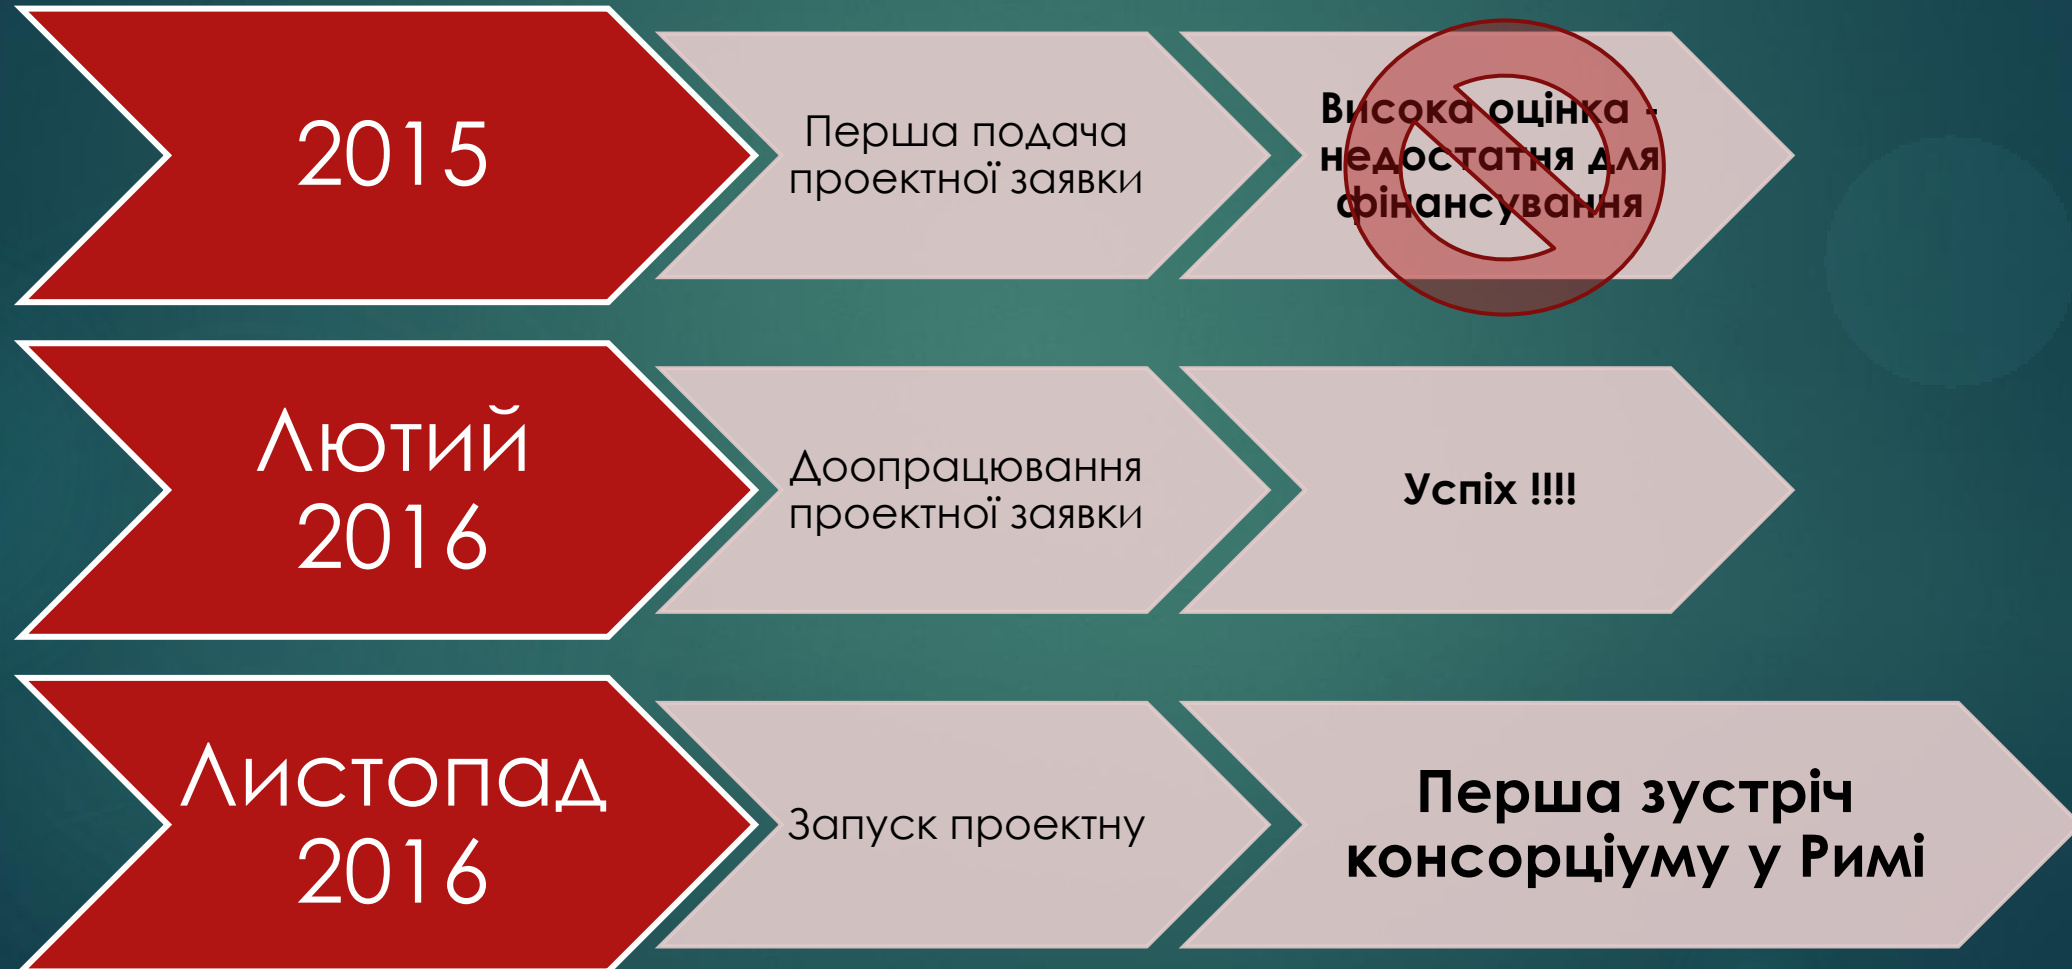 2015
Перша подача
проектної заявки
Висока оцінка -
недостатня для
фінансування
Лютий
2016
Доопрацювання
проектної заявки
Успіх !!!!
Листопад
2016
Запуск проектну
Перша зустріч
консорціуму у Римі